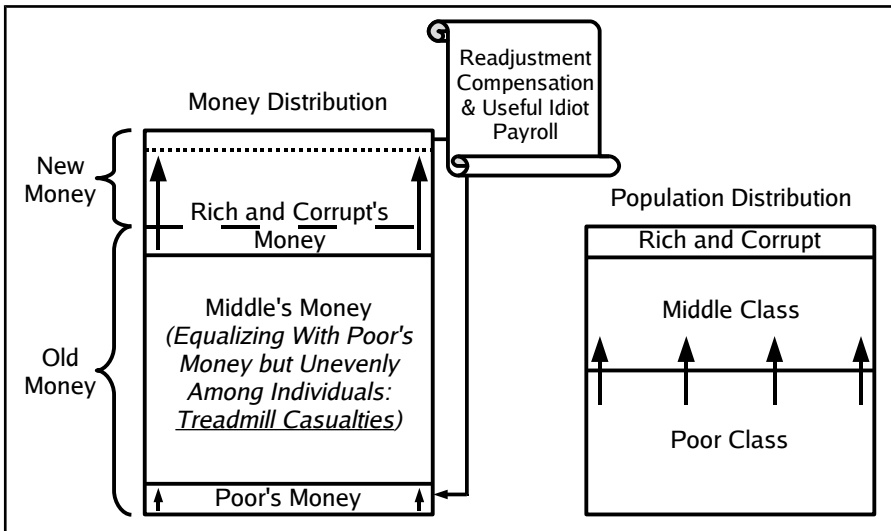 Readjustment
Compensation
& Useful Idiot
Payroll
Money Distribution
New
Money
Rich and Corrupt's
Money
Old
Money
Middle's Money
(Equalizing With Poor's
Money but Unevenly
Among Individuals:
Treadmill Casualties)
Poor's Money
Population Distribution
Rich and Corrupt
Middle Class
Poor Class